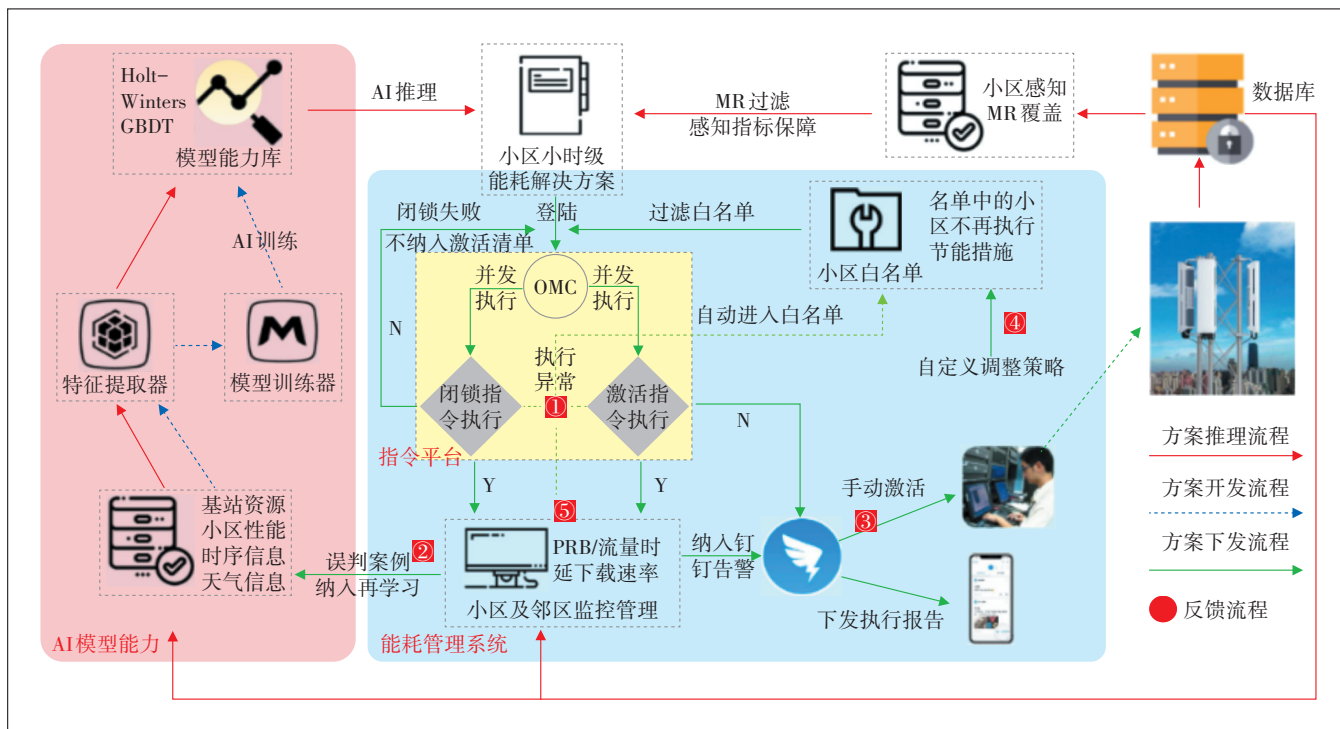 Holt-
Winters
GBDT
模型能力库
AI推理
小区小时级
能耗解决方案
MR过滤
感知指标保障
小区感知
MR覆盖
数据库
闭锁失败
不纳入激活清单
登陆
过滤白名单
名单中的小
区不再执行
节能措施
小区白名单
AI训练
并发
执行
OMC
并发
执行
自动进入白名单
④
自定义调整策略
N
特征提取器
模型训练器
执行
异常
①
闭锁指
令执行
激活指
令执行
N
指令平台
Y
Y
方案推理流程
方案开发流程
方案下发流程
反馈流程
手动激活
③
⑤
基站资源
小区性能
时序信息
天气信息
误判案例
②
纳入再学习
PRB/流量时
延下载速率
小区及邻区监控管理
纳入钉
钉告警
下发执行报告
AI模型能力
能耗管理系统